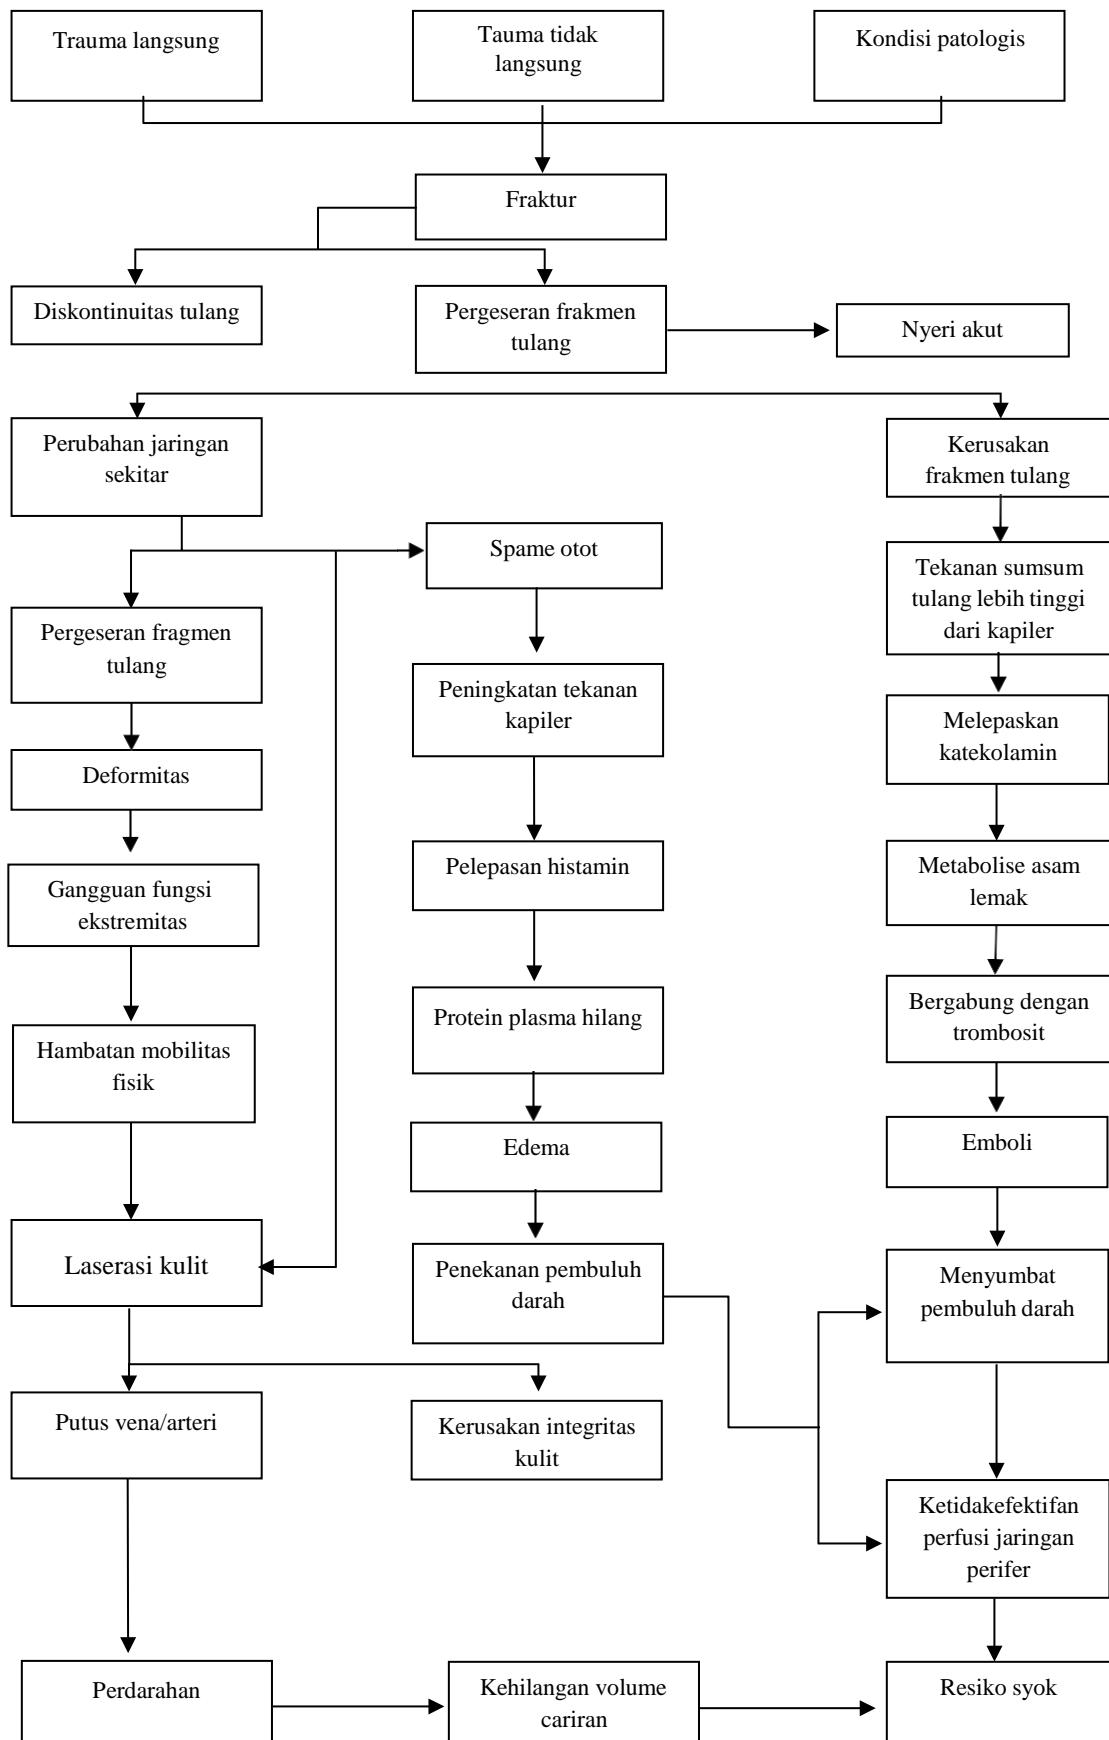 Trauma langsung
Tauma tidak
langsung
Kondisi patologis
Fraktur
Diskontinuitas tulang
Pergeseran frakmen
tulang
Nyeri akut
Perubahan jaringan
sekitar
Kerusakan
frakmen tulang
Spame otot
Tekanan sumsum
tulang lebih tinggi
dari kapiler
Pergeseran fragmen
tulang
Peningkatan tekanan
kapiler
Melepaskan
katekolamin
Deformitas
Pelepasan histamin
Metabolise asam
lemak
Gangguan fungsi
ekstremitas
Protein plasma hilang
Bergabung dengan
trombosit
Hambatan mobilitas
fisik
Edema
Emboli
Laserasi kulit
Penekanan pembuluh
darah
Menyumbat
pembuluh darah
Putus vena/arteri
Kerusakan integritas
kulit
Ketidakefektifan
perfusi jaringan
perifer
Perdarahan
Kehilangan volume
cariran
Resiko syok